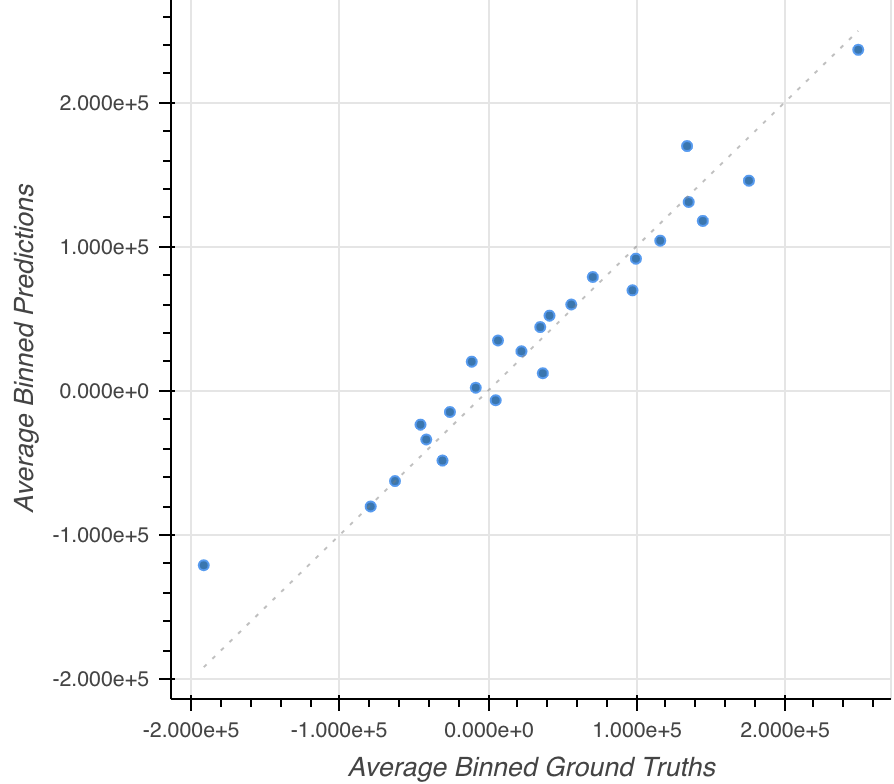 Average Binned Predictions
2.000e+5
1.000e+5
0.000e+0
-1.000e+5
-2.000e+5
-2.000e+5 -1.000e+5 0.000e+0 1.000e+5 2.000e+5
Average Binned Ground Truths